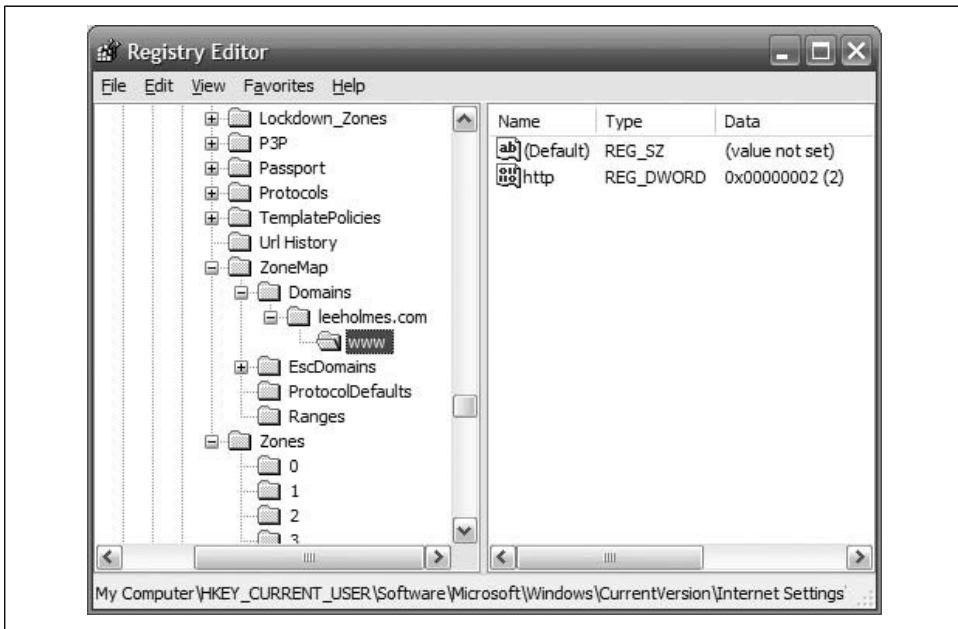 Registry Editor
File Edit View Favorites Help
Lockdown_Zones
P3P
Passport
Protocols
TemplatePolicies
Url History
ZoneMap
Domains
leeholmes.com
www
EscDomains
ProtocolDefaults
Ranges
Zones
0
1
2
3
Name Type Data
(Default) REG_SZ (value not set)
http REG_DWORD 0x00000002 (2)
My Computer\HKEY_CURRENT_USER\Software\Microsoft\Windows\CurrentVersion\Internet Settings